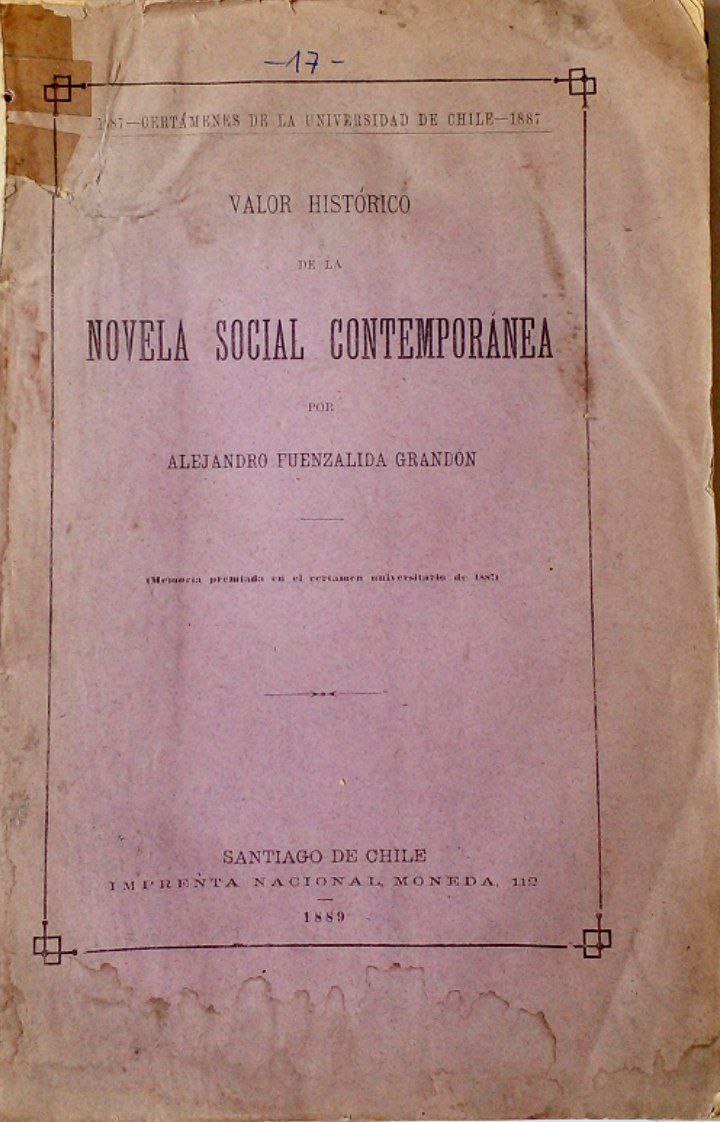 -17-
1887—CERTÁMENES DE LA UNIVERSIDAD DE CHILE—1887
VALOR HISTÓRICO
DE LA
NOVELA SOCIAL CONTEMPORÁNEA
POR
ALEJANDRO FUENZALIDA GRANDON
(Memoria premiada en el certamen universitario de 1887)
SANTIAGO DE CHILE
IMPRENTA NACIONAL, MONEDA, 112
1889